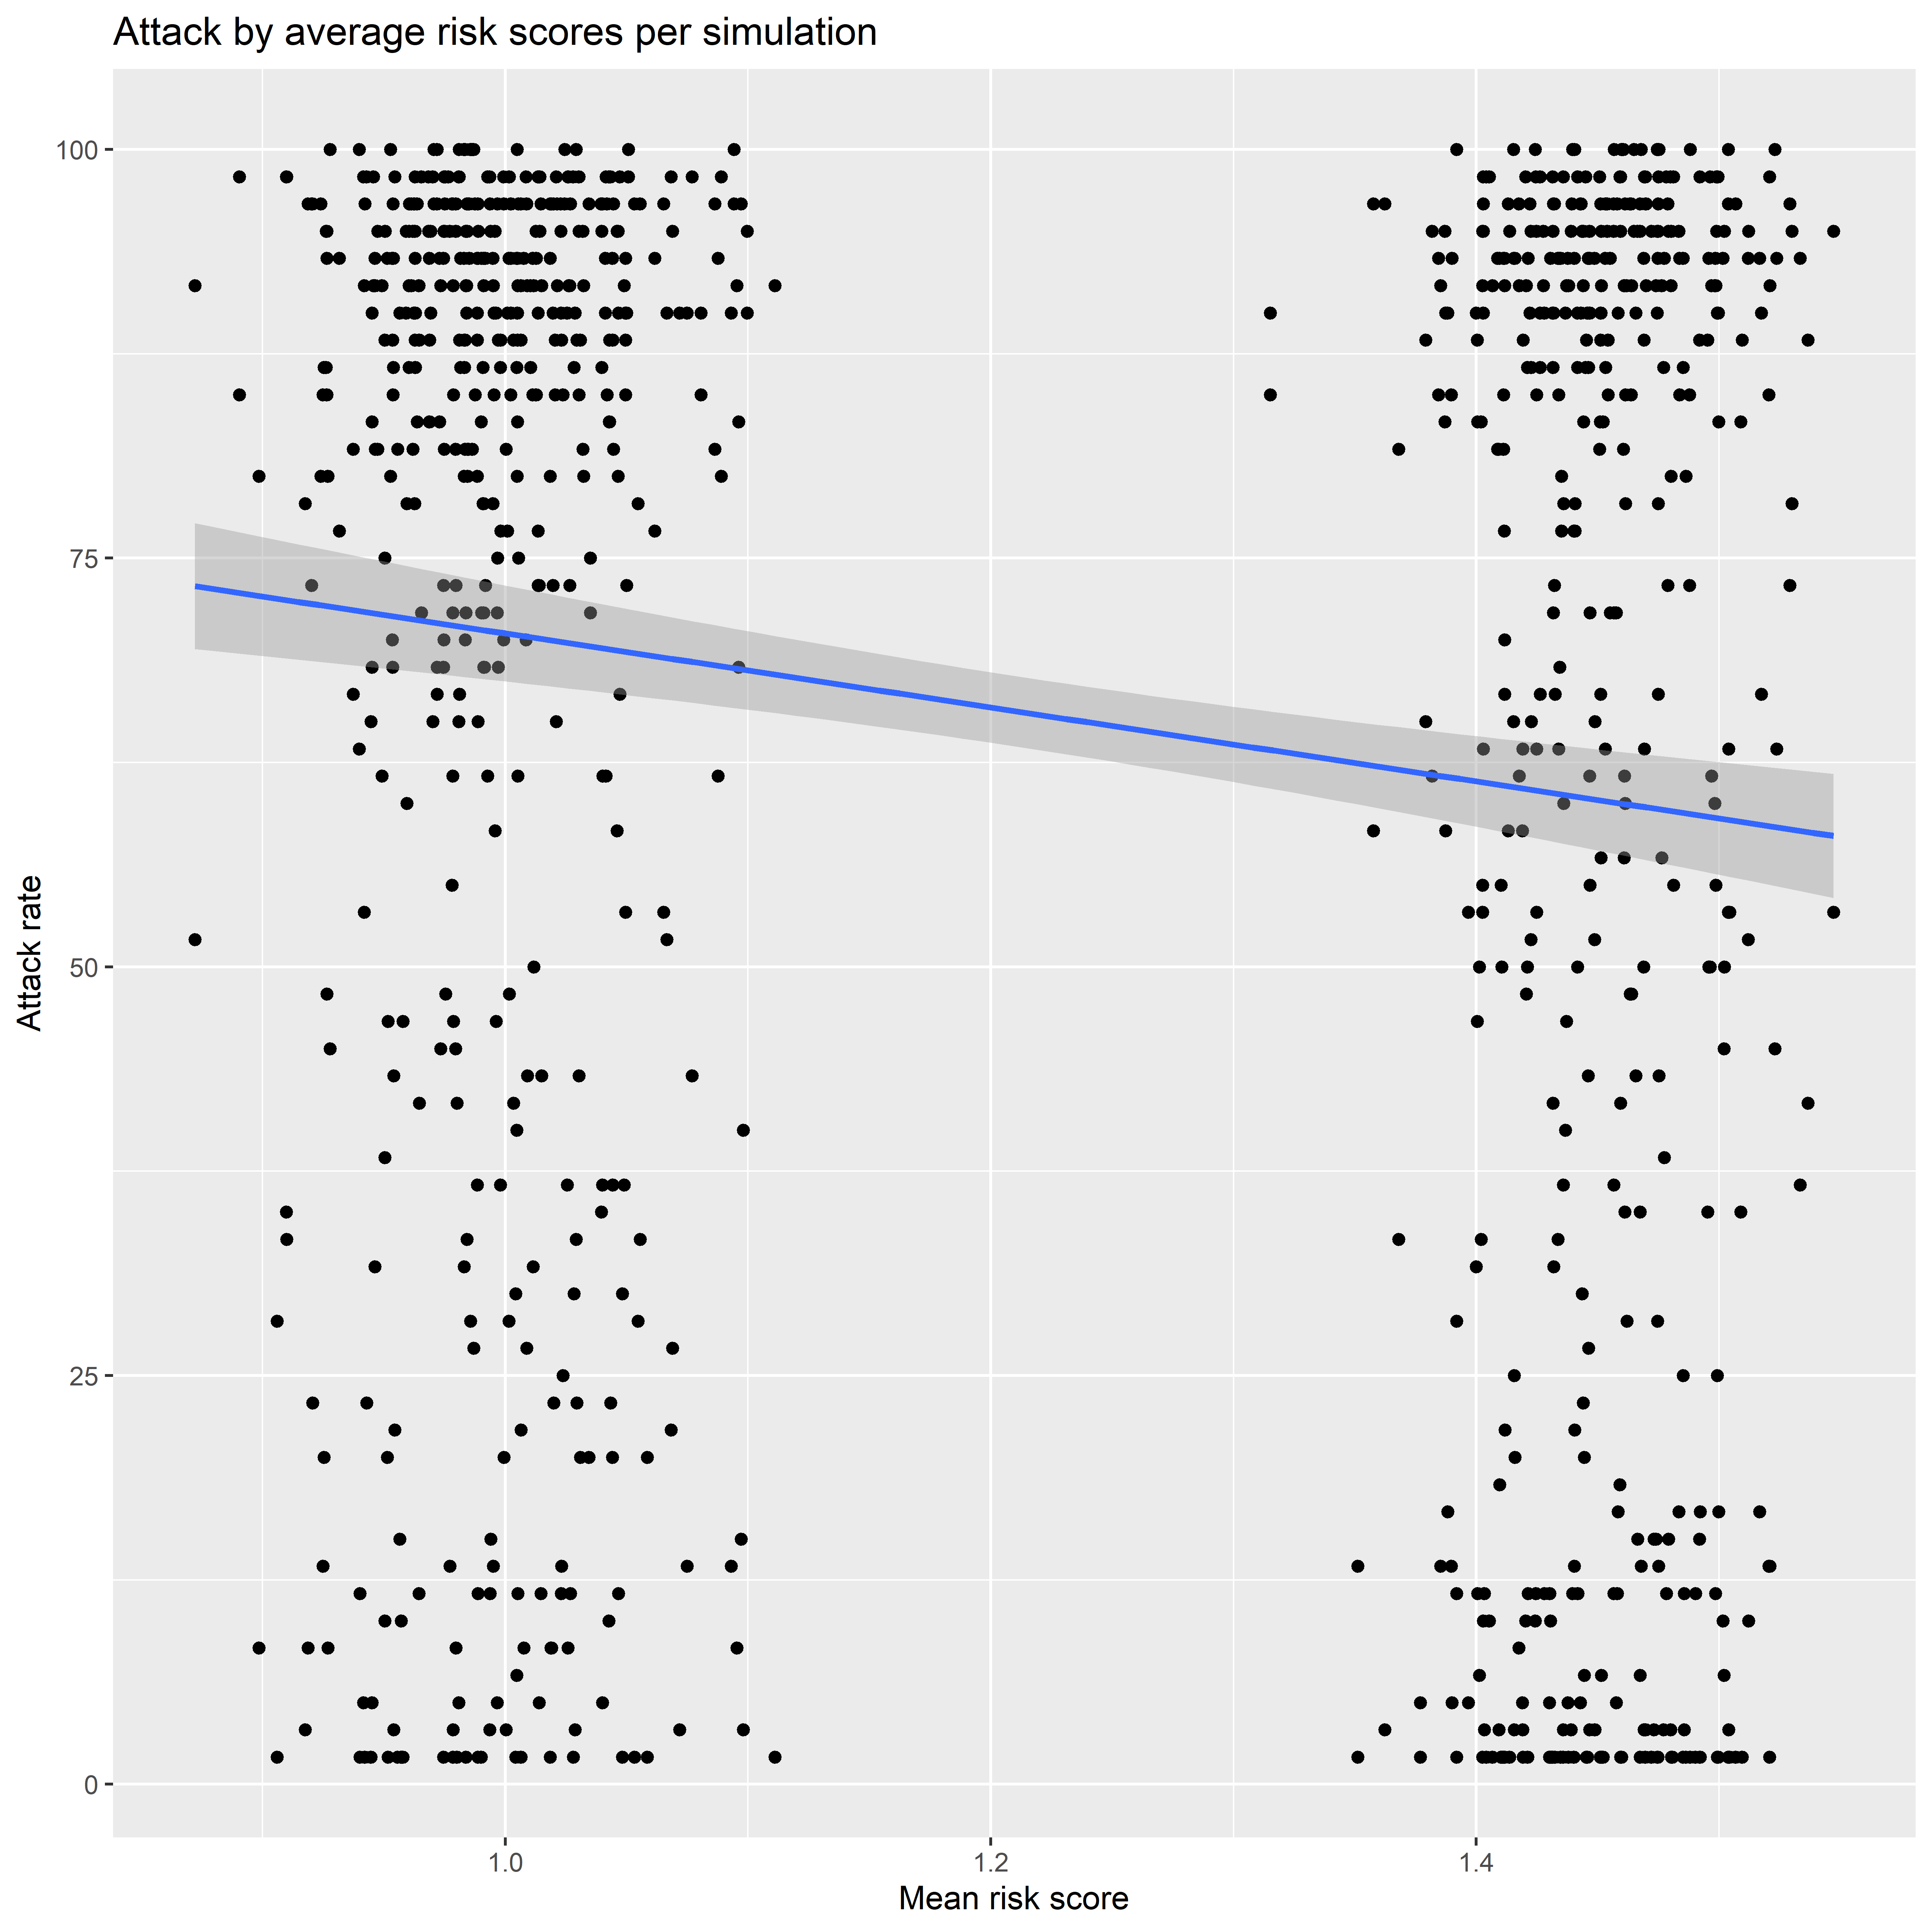 Attack by average risk scores per simulation
100
75
50
25
0
Attack rate
1.0 1.2 1.4
Mean risk score